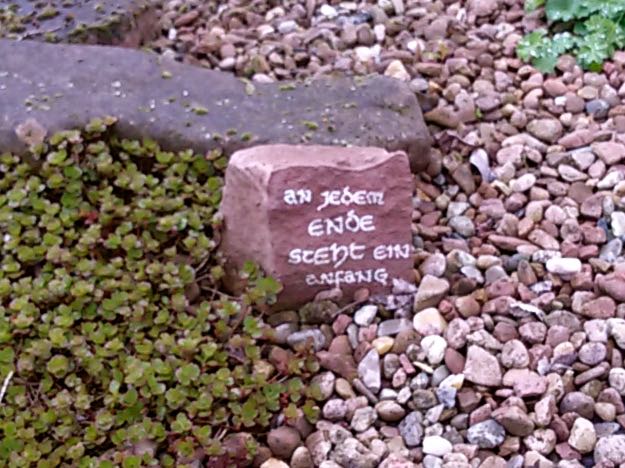 an jedem
ende
steht ein
anfang